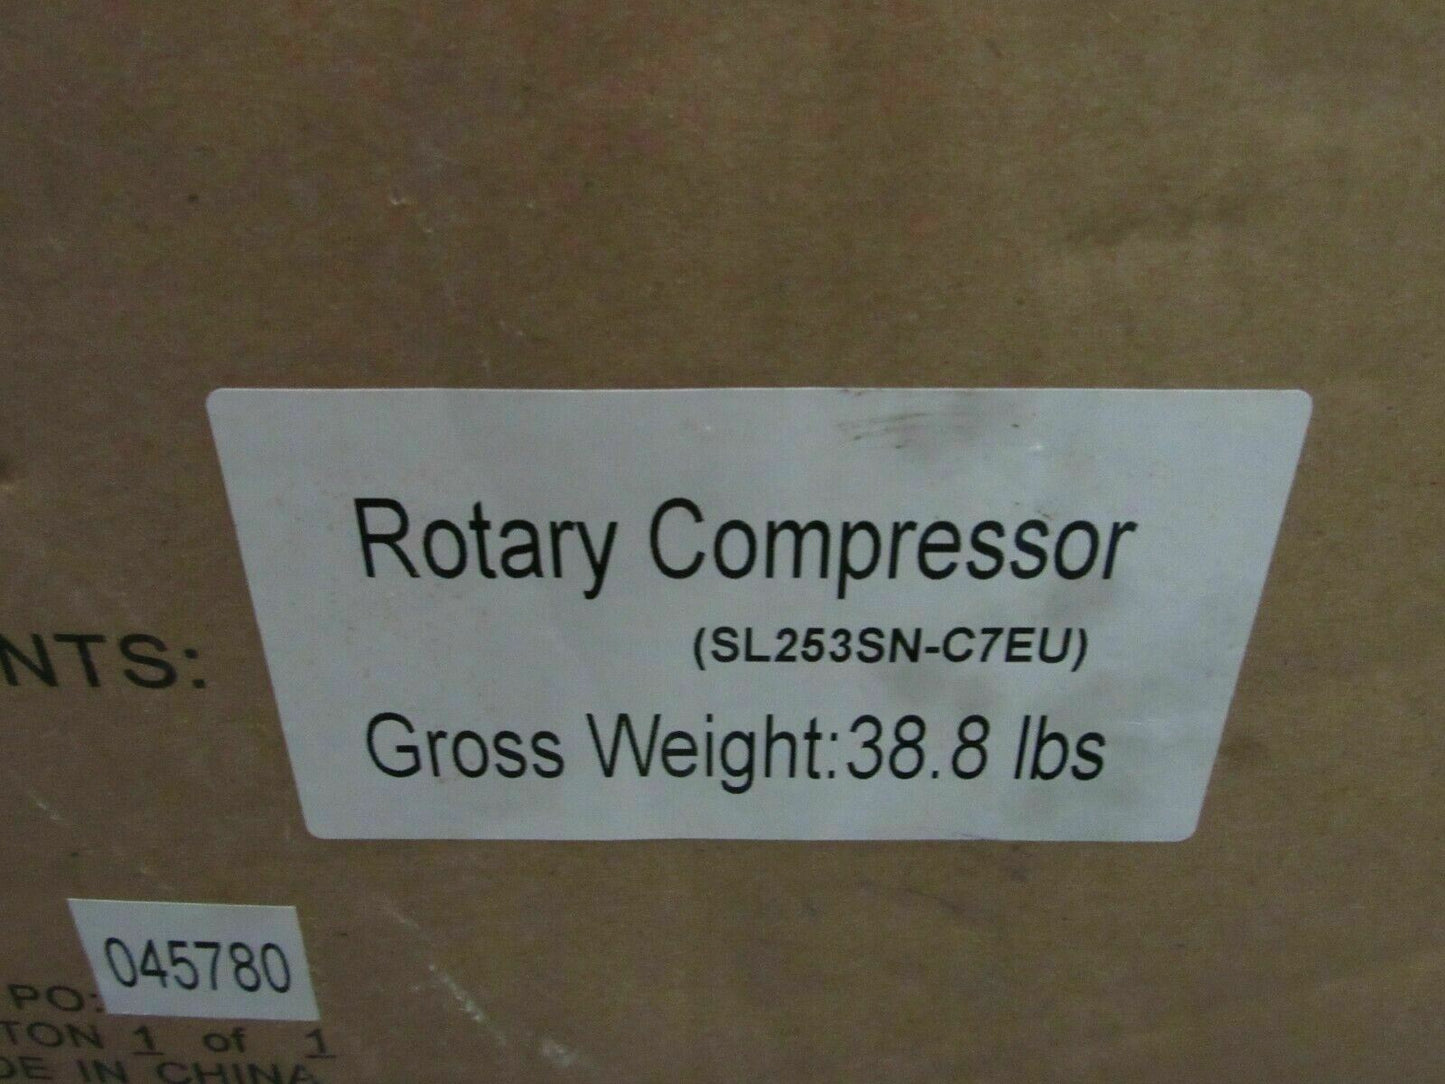 Rotary Compressor
(SL253SN-C7EU)
NTS:
Gross Weight:38.8 lbs
045780
PO:
TON 1 of 1
DE IN CHINA